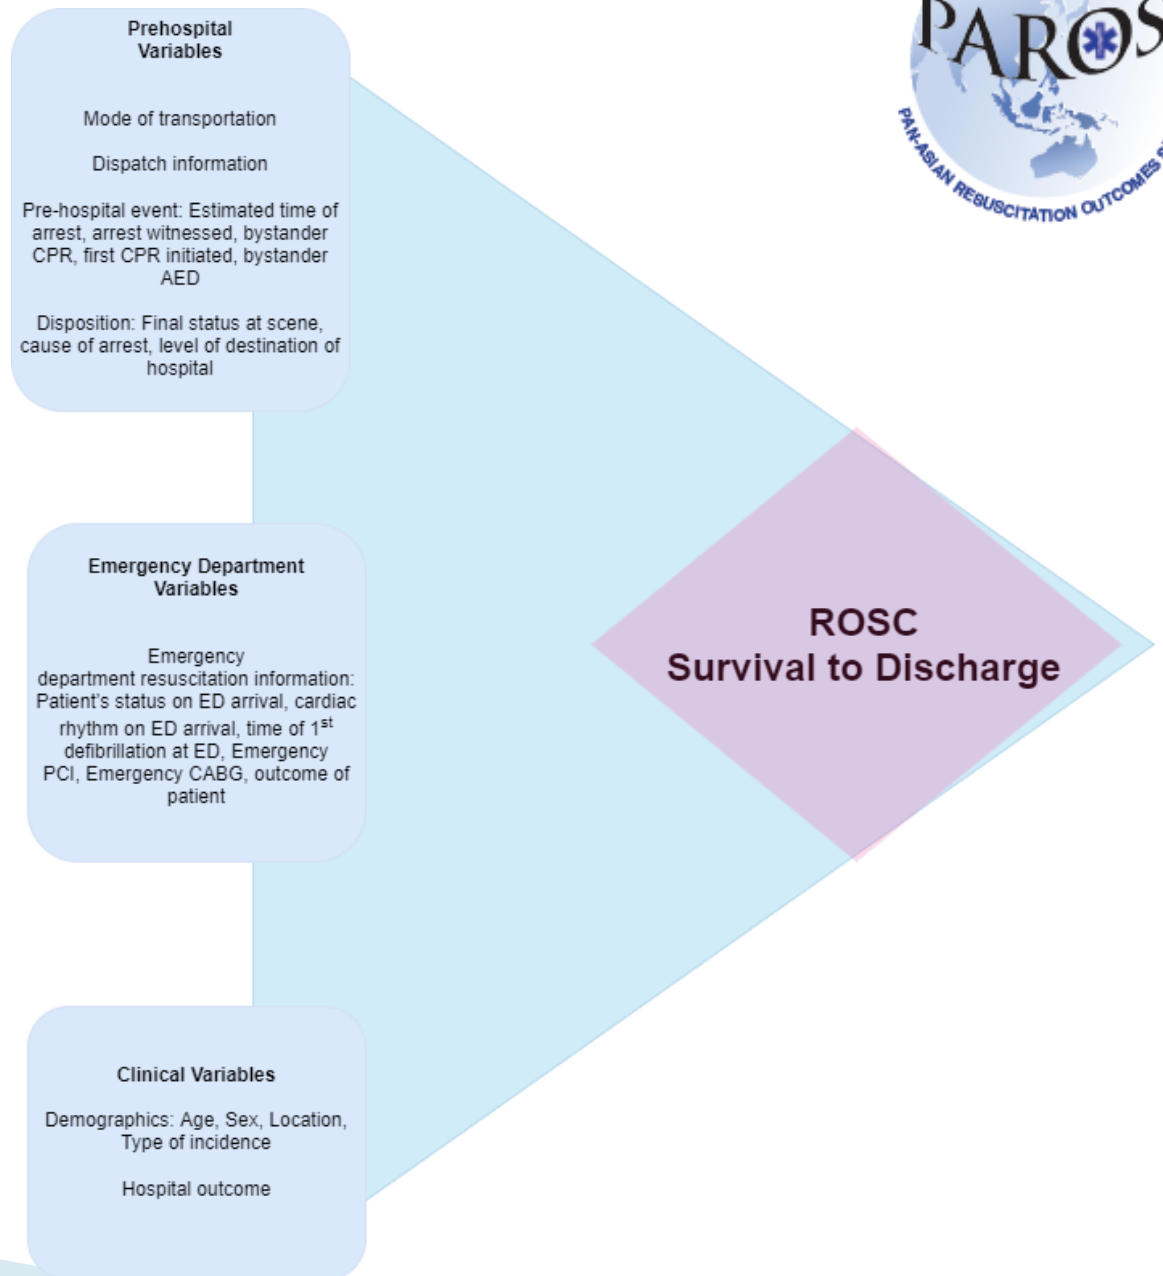 Prehospital
Variables
Mode of transportation
Dispatch information
Pre-hospital event: Estimated time of
arrest, arrest witnessed, bystander
CPR, first CPR initiated, bystander
AED
Disposition: Final status at scene,
cause of arrest, level of destination of
hospital
PAROS
PAN-ASIAN RESUSCITATION OUTCOMES
Emergency Department
Variables
Emergency
department resuscitation information:
Patient's status on ED arrival, cardiac
rhythm on ED arrival, time of 1st
defibrillation at ED, Emergency
PCI, Emergency CABG, outcome of
patient
ROSC
Survival to Discharge
Clinical Variables
Demographics: Age, Sex, Location,
Type of incidence
Hospital outcome